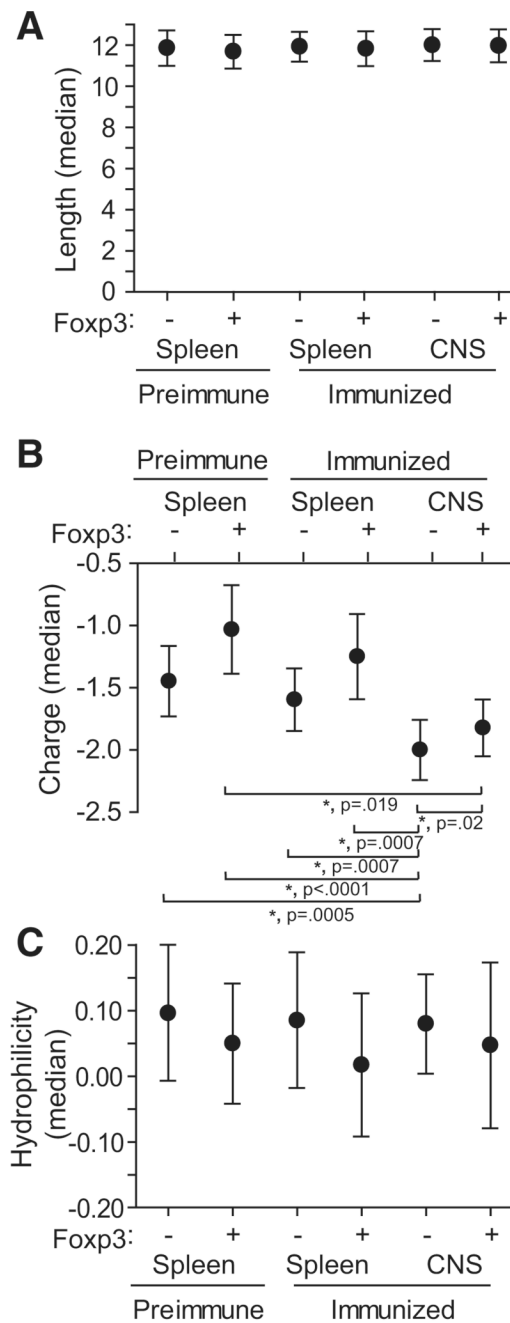 A
Length (median)
12
10
8
6
4
2
0
Foxp3: - + - + - +
Spleen Spleen CNS
Preimmune Immunized
B
Preimmune Immunized
Spleen Spleen CNS
Foxp3: - + - + - +
Charge (median)
-0.5
-1.0
-1.5
-2.0
-2.5
*, p=.019
*, p=.02
*, p=.0007
*, p=.0007
*, p<.0001
*, p=.0005
C
Hydrophilicity
(median)
0.20
0.10
0.00
-0.10
-0.20
Foxp3: - + - + - +
Spleen Spleen CNS
Preimmune Immunized